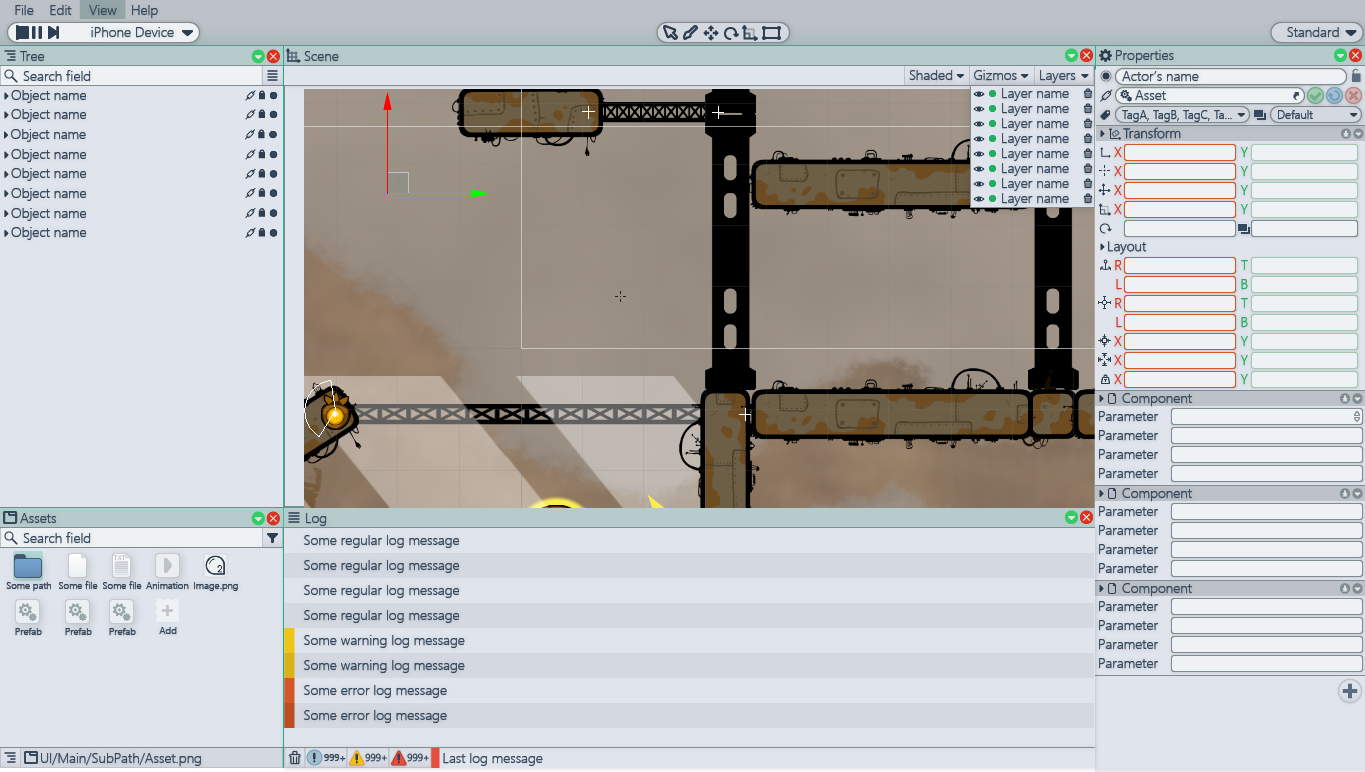 File Edit View Help
iPhone Device
Standard
Tree
Search field
Object name
Object name
Object name
Object name
Object name
Object name
Object name
Object name
Scene
Shaded Gizmos Layers
Layer name
Layer name
Layer name
Layer name
Layer name
Layer name
Layer name
Layer name
Properties
Actor's name
Asset
TagA, TagB, TagC, Ta... Default
Transform
X Y
X Y
X Y
X Y
Layout
R T
L B
R T
L B
X Y
X Y
X Y
Component
Parameter
Parameter
Parameter
Parameter
Component
Parameter
Parameter
Parameter
Parameter
Component
Parameter
Parameter
Parameter
Parameter
Assets
Search field
Some path Some file Some file Animation Image.png
Prefab Prefab Prefab Add
UI/Main/SubPath/Asset.png
Log
Some regular log message
Some regular log message
Some regular log message
Some regular log message
Some warning log message
Some warning log message
Some error log message
Some error log message
999+ 999+ 999+ Last log message